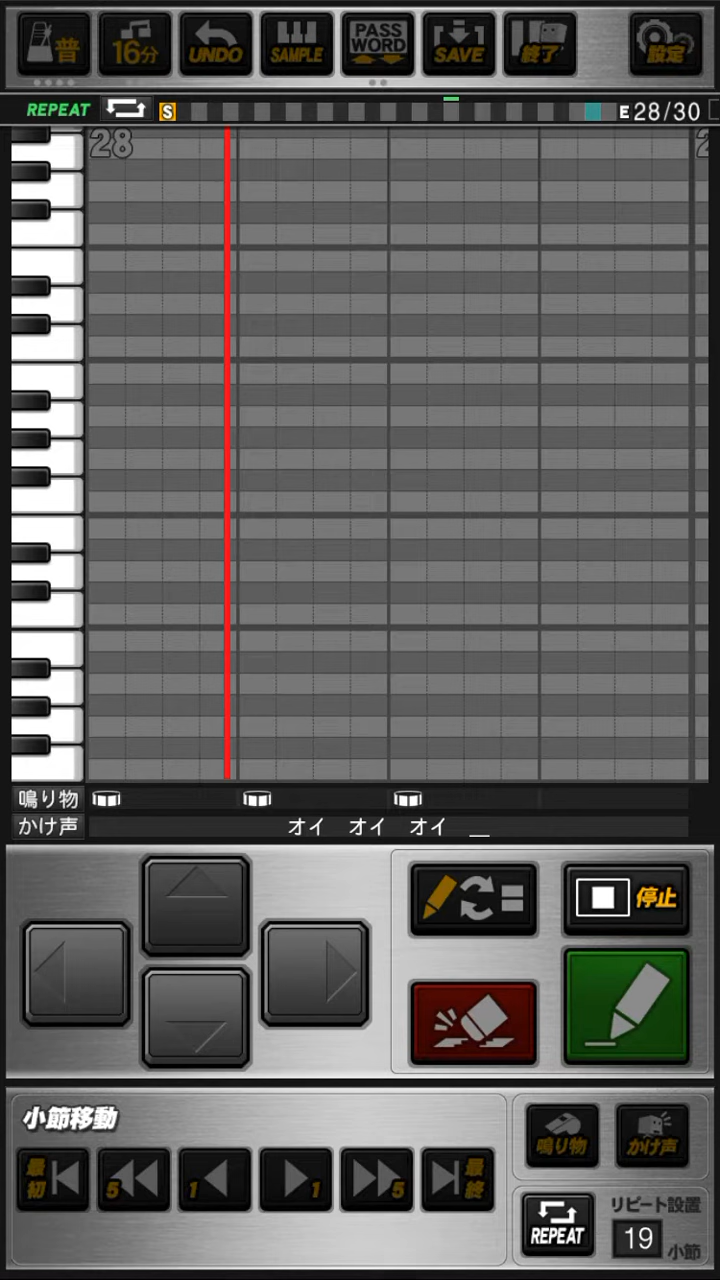 普
16分
UNDO
SAMPLE
PASS
WORD
SAVE
終了
設定
REPEAT
S
E 28/30
28
鳴り物
かけ声
オイ オイ オイ __
停止
小節移動
最初
5
1
1
5
最終
鳴り物
かけ声
REPEAT
リピート設置
19 小節